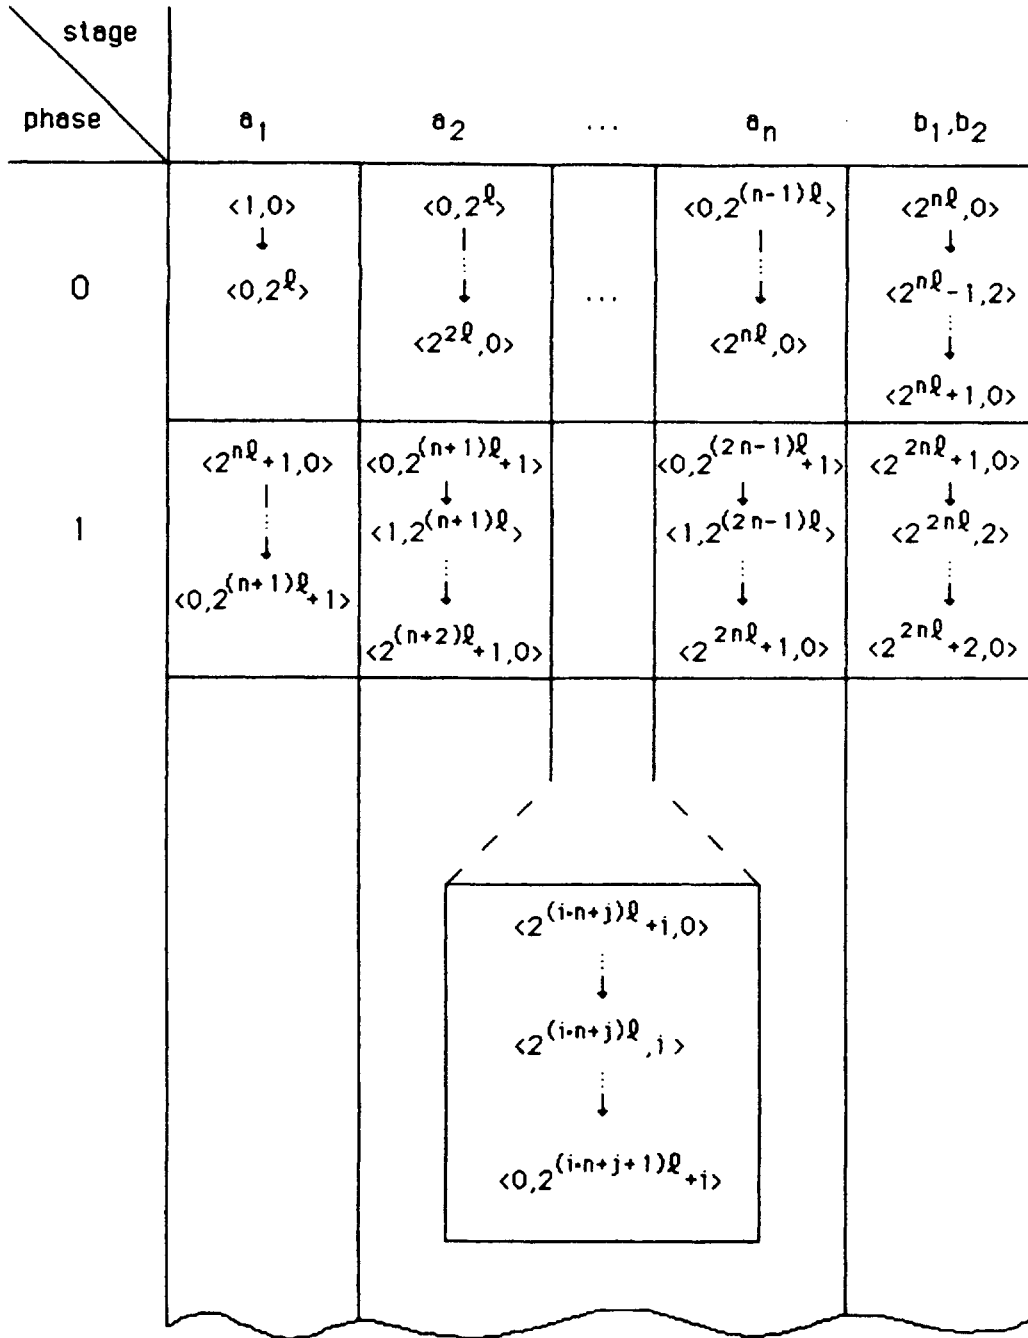 stage
phase a₁ a₂ ... aₙ b₁,b₂
<1,0> <0,2^ℓ> <0,2^(n-1)ℓ> <2^nℓ,0>
0 <0,2^ℓ> ... <2^nℓ-1,2>
<2^2ℓ,0> <2^nℓ,0>
<2^nℓ+1,0>
<2^nℓ+1,0> <0,2^(n+1)ℓ+1> <0,2^(2n-1)ℓ+1> <2^2nℓ+1,0>
1 <1,2^(n+1)ℓ> <1,2^(2n-1)ℓ> <2^2nℓ,2>
<0,2^(n+1)ℓ+1>
<2^(n+2)ℓ+1,0> <2^2nℓ+1,0> <2^2nℓ+2,0>
<2^(i·n+j)ℓ+i,0>
<2^(i·n+j)ℓ,i>
<0,2^(i·n+j+1)ℓ+i>